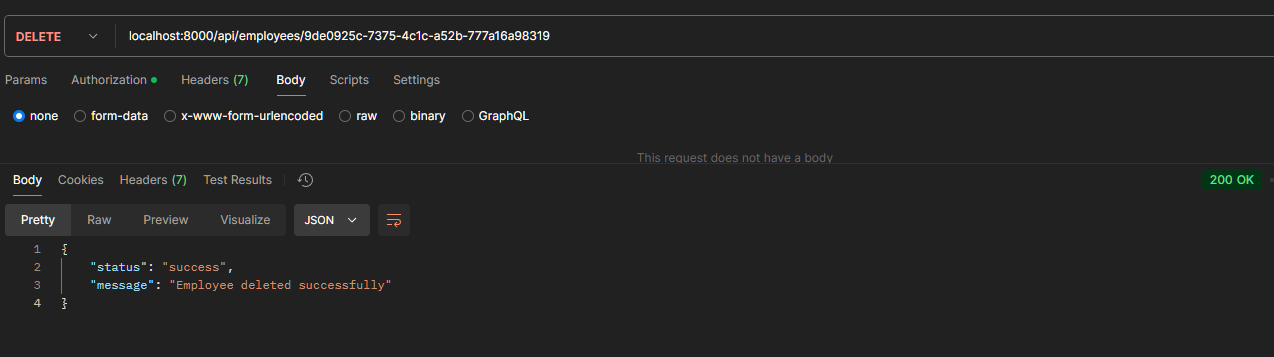 DELETE localhost:8000/api/employees/9de0925c-7375-4c1c-a52b-777a16a98319
Params Authorization Headers (7) Body Scripts Settings
none form-data x-www-form-urlencoded raw binary GraphQL
This request does not have a body
Body Cookies Headers (7) Test Results 200 OK
Pretty Raw Preview Visualize JSON
1 {
2 "status": "success",
3 "message": "Employee deleted successfully"
4 }